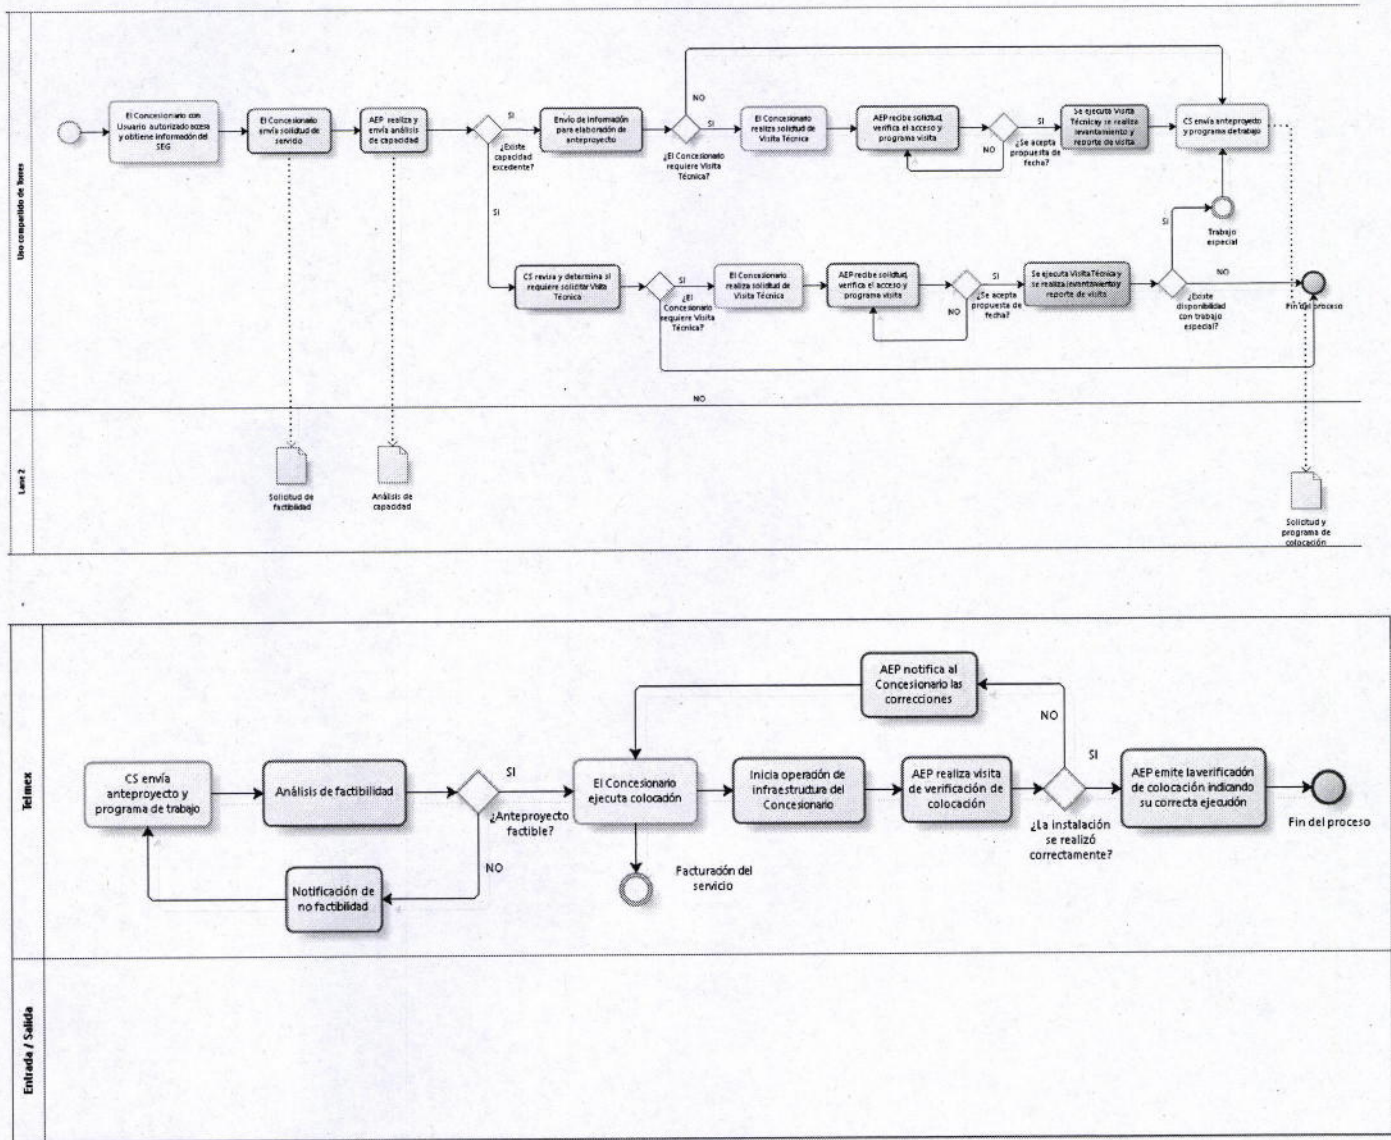 Uso compartido de Torres
El Concesionario con
Usuario autorizado accesa
y obtiene información del
SEG
El Concesionario
envía solicitud de
servicio
AEP realiza y
envía análisis
de capacidad
SI
¿Existe
capacidad
excedente?
SI
Envío de Información
para elaboración de
anteproyecto
NO
SI
¿El Concesionario
requiere Visita
Técnica?
El Concesionario
realiza solicitud de
Visita Técnica
AEP recibe solicitud,
verifica el acceso y
programa visita
NO
SI
¿Se acepta
propuesta de
fecha?
Se ejecuta Visita
Técnica y se realiza
levantamiento y
reporte de visita
CS envía anteproyecto
y programa de trabajo
CS revisa y determina si
requiere solicitar Visita
Técnica
SI
¿El
Concesionario
requiere Visita
Técnica?
NO
El Concesionario
realiza solicitud de
Visita Técnica
AEP recibe solicitud,
verifica el acceso y
programa visita
NO
SI
¿Se acepta
propuesta de
fecha?
Se ejecuta Visita Técnica y
se realiza levantamiento y
reporte de visita
SI
Trabajo
especial
NO
¿Existe
disponibilidad
con trabajo
especial?
Fin del proceso
Lane 2
Solicitud de
factibilidad
Análisis de
capacidad
Solicitud y
programa de
colocación
Telmex
CS envía
anteproyecto y
programa de trabajo
Análisis de factibilidad
SI
¿Anteproyecto
factible?
NO
Notificación de
no factibilidad
El Concesionario
ejecuta colocación
Facturación del
servicio
Inicia operación de
infraestructura del
Concesionario
AEP realiza visita
de verificación de
colocación
AEP notifica al
Concesionario las
correcciones
NO
SI
¿La instalación
se realizó
correctamente?
AEP emite la verificación
de colocación indicando
su correcta ejecución
Fin del proceso
Entrada / Salida